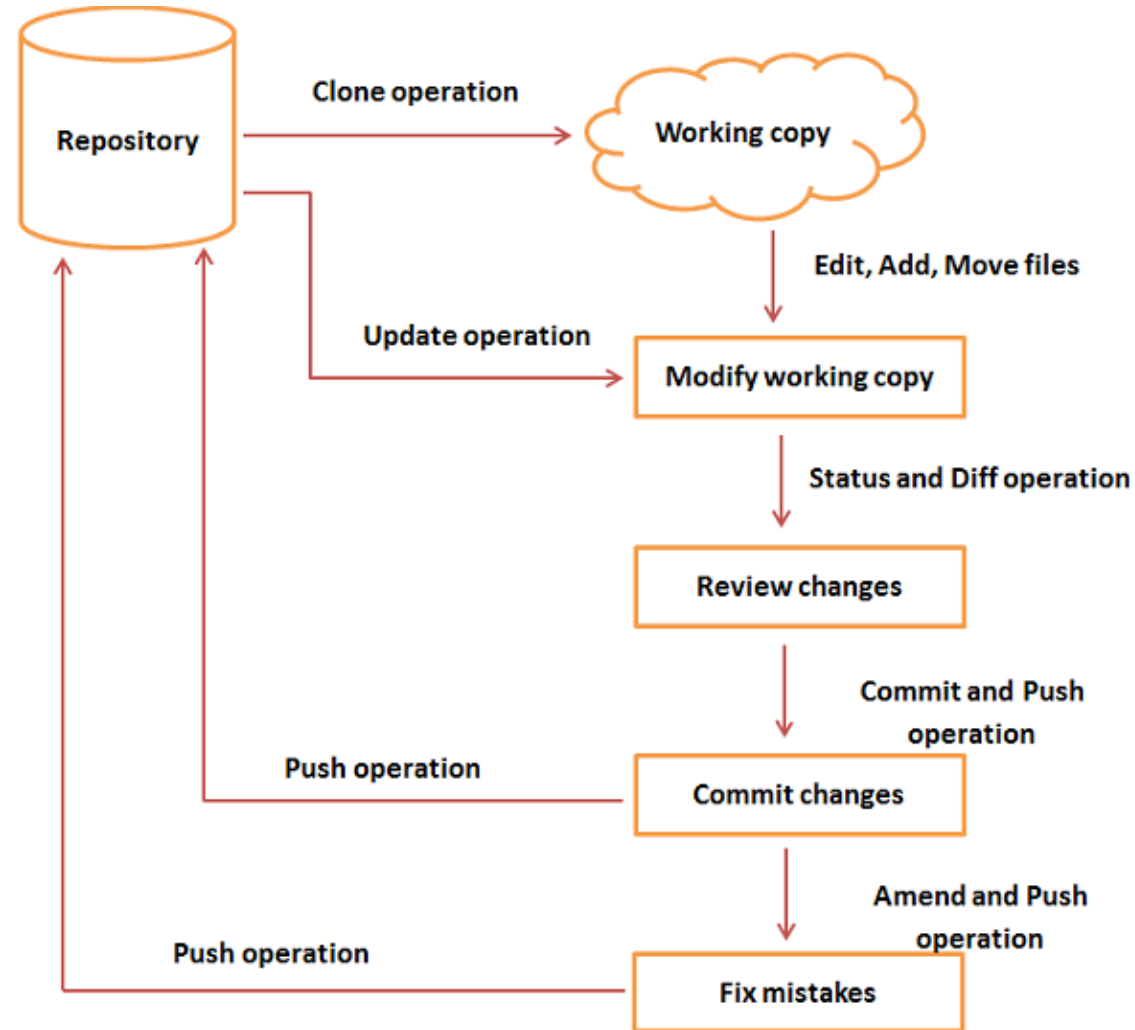 Clone operation
Repository
Working copy
Edit, Add, Move files
Update operation
Modify working copy
Status and Diff operation
Review changes
Commit and Push
operation
Push operation
Commit changes
Amend and Push
operation
Push operation
Fix mistakes